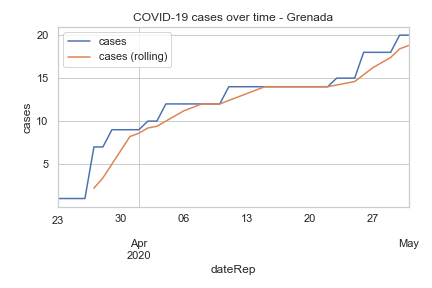 COVID-19 cases over time - Grenada
cases
cases (rolling)
cases
20
15
10
5
23
30
06
13
20
27
Apr
2020
May
dateRep